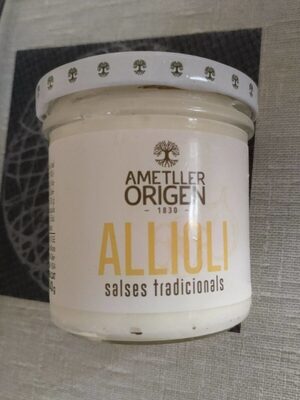 AMETLLER
ORIGEN
- 1830 -
ALLIOLI
salses tradicionals